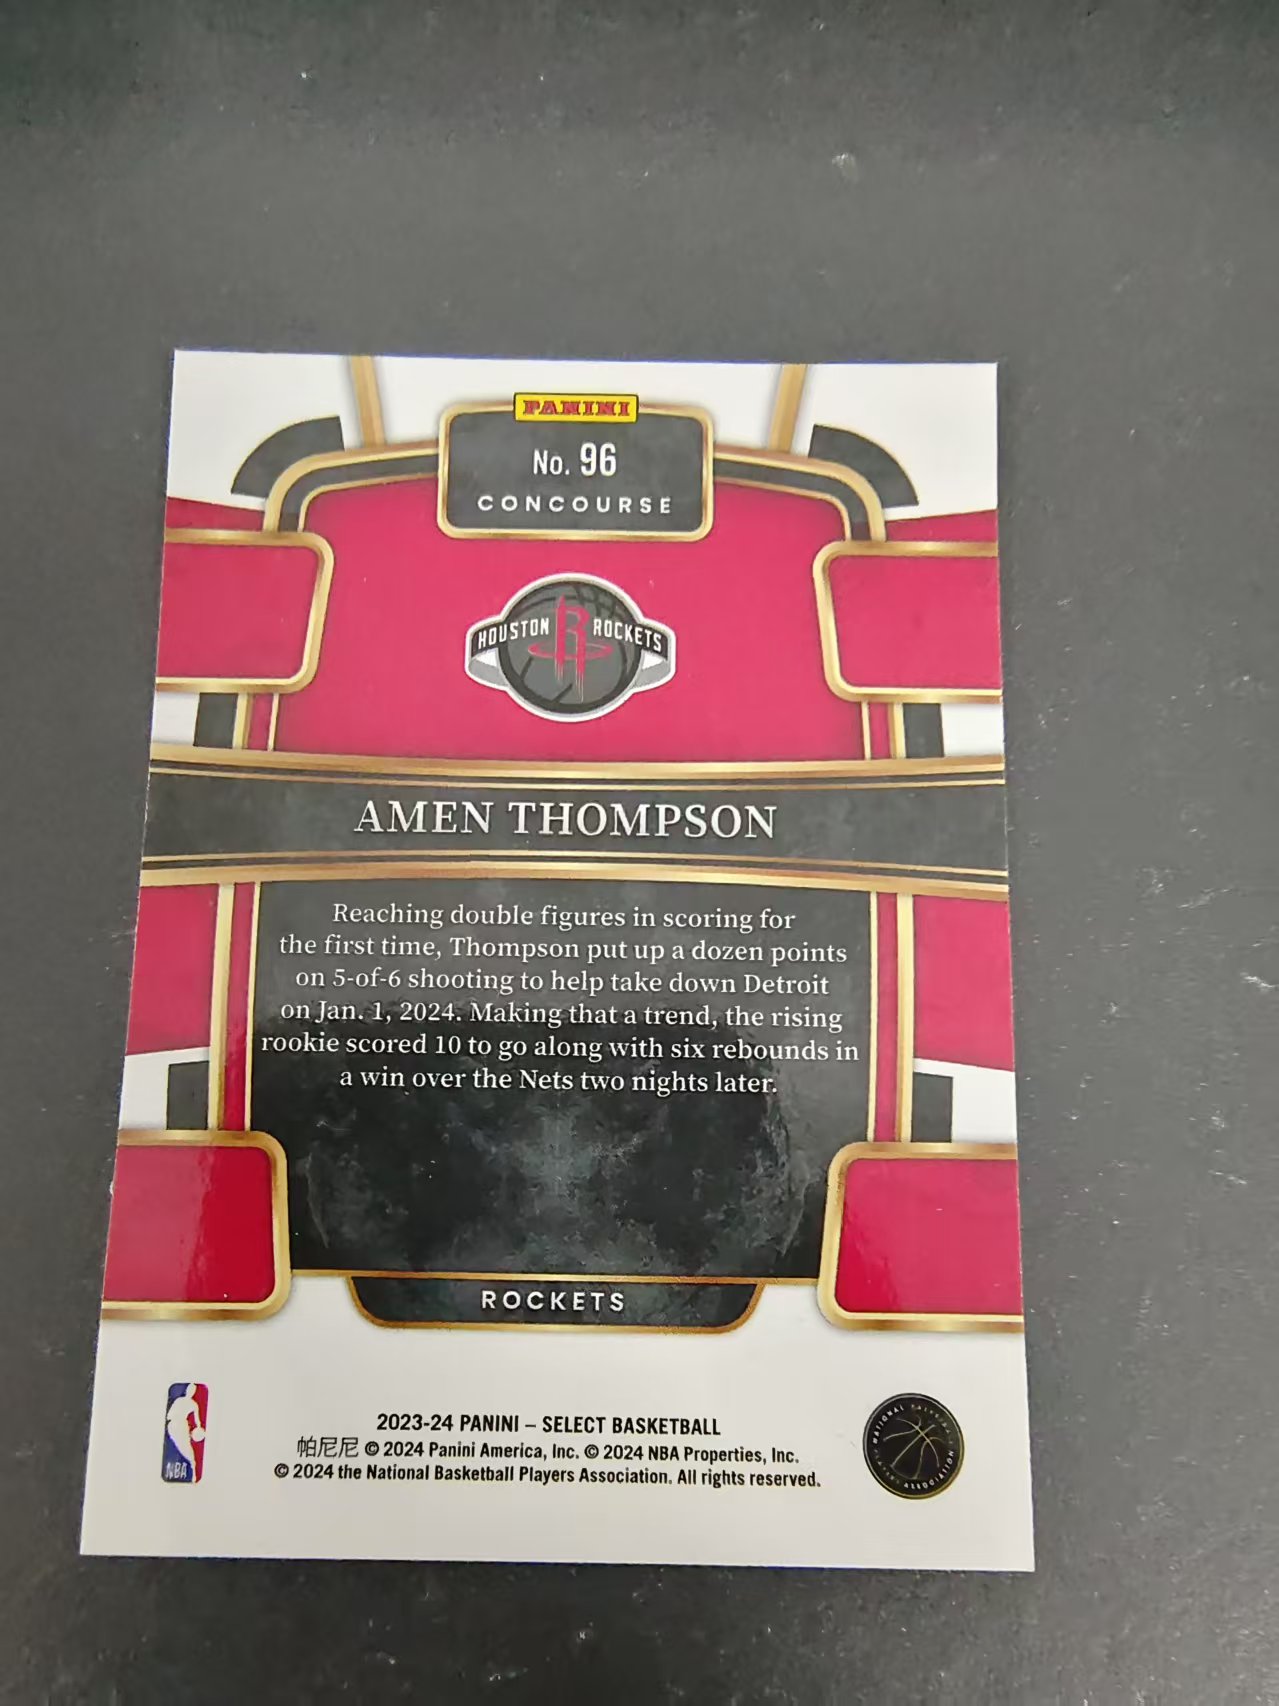 PANINI
No. 96
CONCOURSE
HOUSTON ROCKETS
AMEN THOMPSON
Reaching double figures in scoring for
the first time, Thompson put up a dozen points
on 5-of-6 shooting to help take down Detroit
on Jan. 1, 2024. Making that a trend, the rising
rookie scored 10 to go along with six rebounds in
a win over the Nets two nights later.
ROCKETS
NBA
2023-24 PANINI – SELECT BASKETBALL
帕尼尼 © 2024 Panini America, Inc. © 2024 NBA Properties, Inc.
© 2024 the National Basketball Players Association. All rights reserved.
NATIONAL BASKETBALL
PLAYERS ASSOCIATION